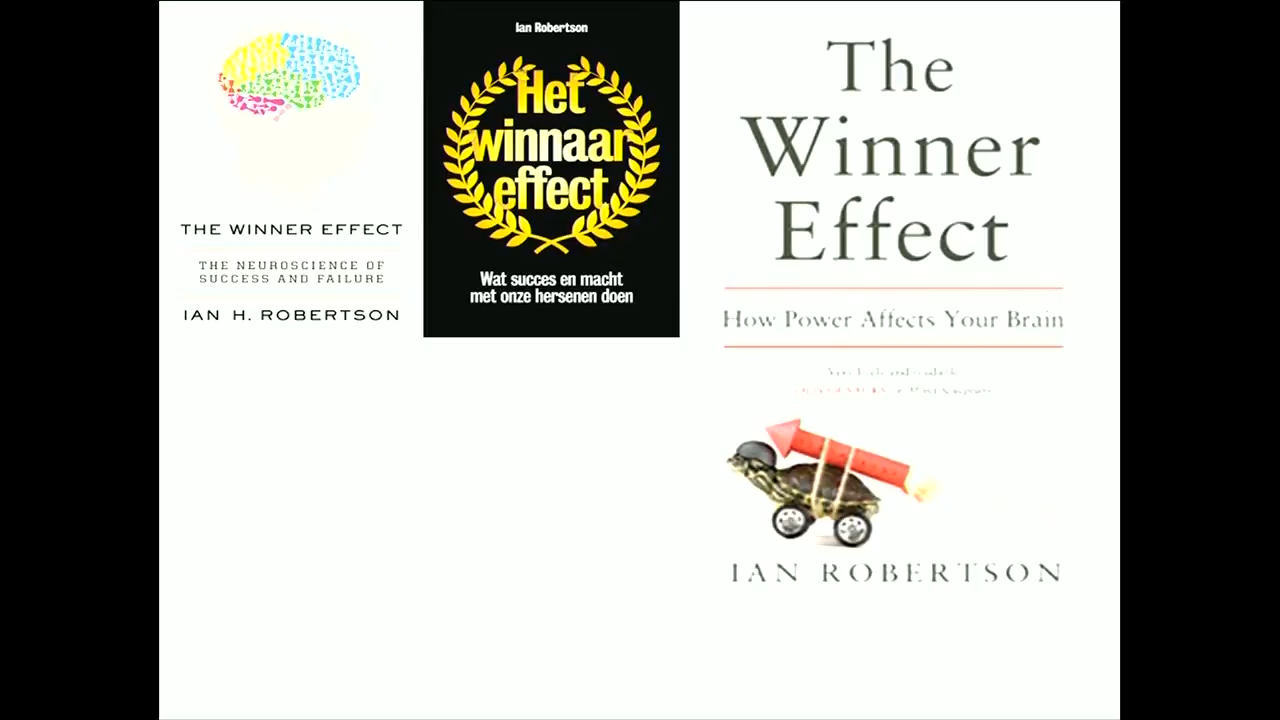 THE WINNER EFFECT
THE NEUROSCIENCE OF
SUCCESS AND FAILURE
IAN H. ROBERTSON
Ian Robertson
Het
winnaar
effect
Wat succes en macht
met onze hersenen doen
The
Winner
Effect
How Power Affects Your Brain
IAN ROBERTSON